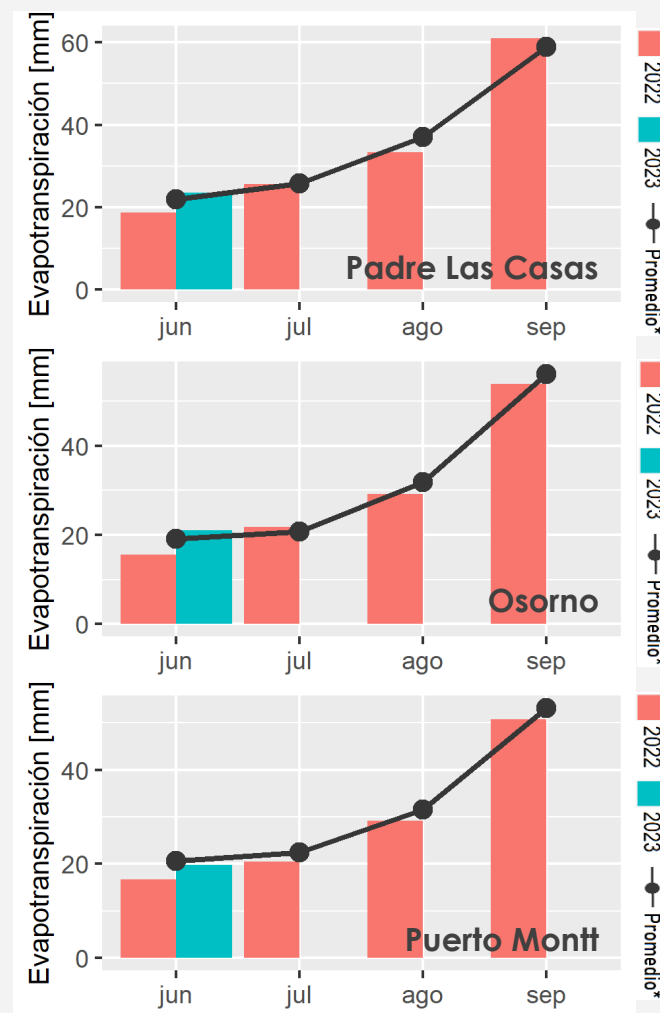 Evapotranspiración [mm]
60
40
20
0
jun jul ago sep
Padre Las Casas
2022
2023
Promedio*
Evapotranspiración [mm]
40
20
0
jun jul ago sep
Osorno
2022
2023
Promedio*
Evapotranspiración [mm]
40
20
0
jun jul ago sep
Puerto Montt
2022
2023
Promedio*